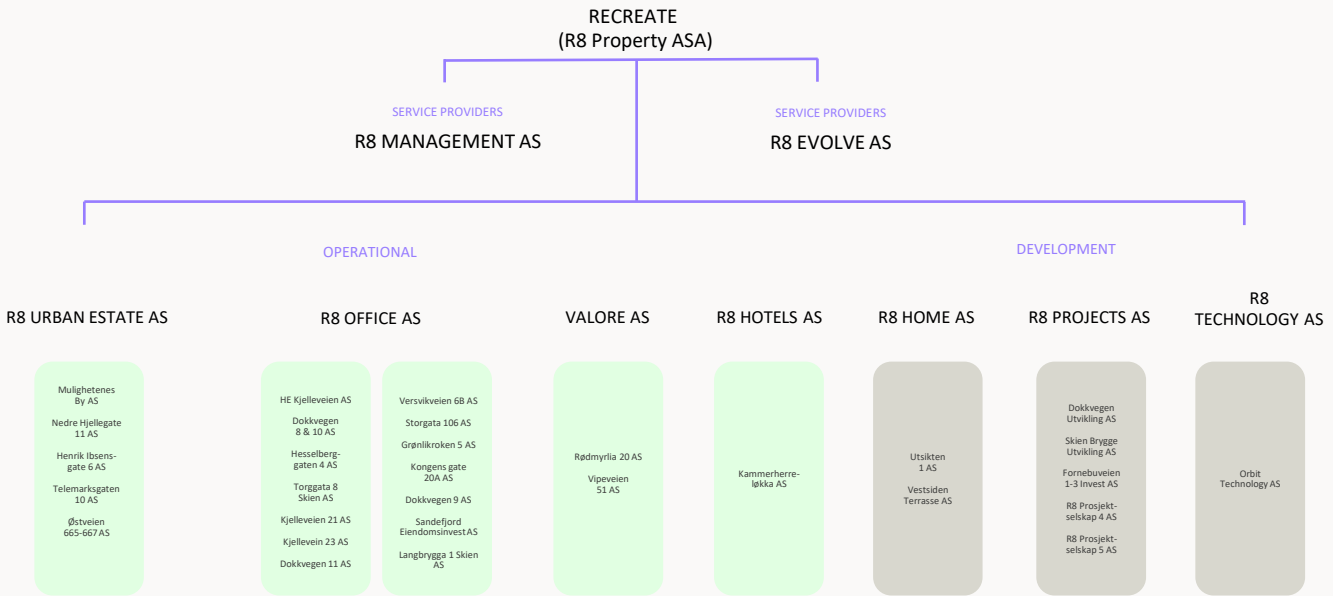 RECREATE
(R8 Property ASA)
SERVICE PROVIDERS
R8 MANAGEMENT AS
SERVICE PROVIDERS
R8 EVOLVE AS
OPERATIONAL
DEVELOPMENT
R8 URBAN ESTATE AS
R8 OFFICE AS
VALORE AS
R8 HOTELS AS
R8 HOME AS
R8 PROJECTS AS
R8
TECHNOLOGY AS
Mulighetenes
By AS
Nedre Hjellegate
11 AS
Henrik Ibsens-
gate 6 AS
Telemarksgaten
10 AS
Østveien
665-667 AS
HE Kjelleveien AS
Dokkvegen
8 & 10 AS
Hesselberg-
gaten 4 AS
Torggata 8
Skien AS
Kjelleveien 21 AS
Kjellevein 23 AS
Dokkvegen 11 AS
Versvikveien 6B AS
Storgata 106 AS
Grønlikroken 5 AS
Kongens gate
20A AS
Dokkvegen 9 AS
Sandefjord
Eiendomsinvest AS
Langbrygga 1 Skien
AS
Rødmyrlia 20 AS
Vipeveien
51 AS
Kammerherre-
løkka AS
Utsikten
1 AS
Vestsiden
Terrasse AS
Dokkvegen
Utvikling AS
Skien Brygge
Utvikling AS
Fornebuveien
1-3 Invest AS
R8 Prosjekt-
selskap 4 AS
R8 Prosjekt-
selskap 5 AS
Orbit
Technology AS